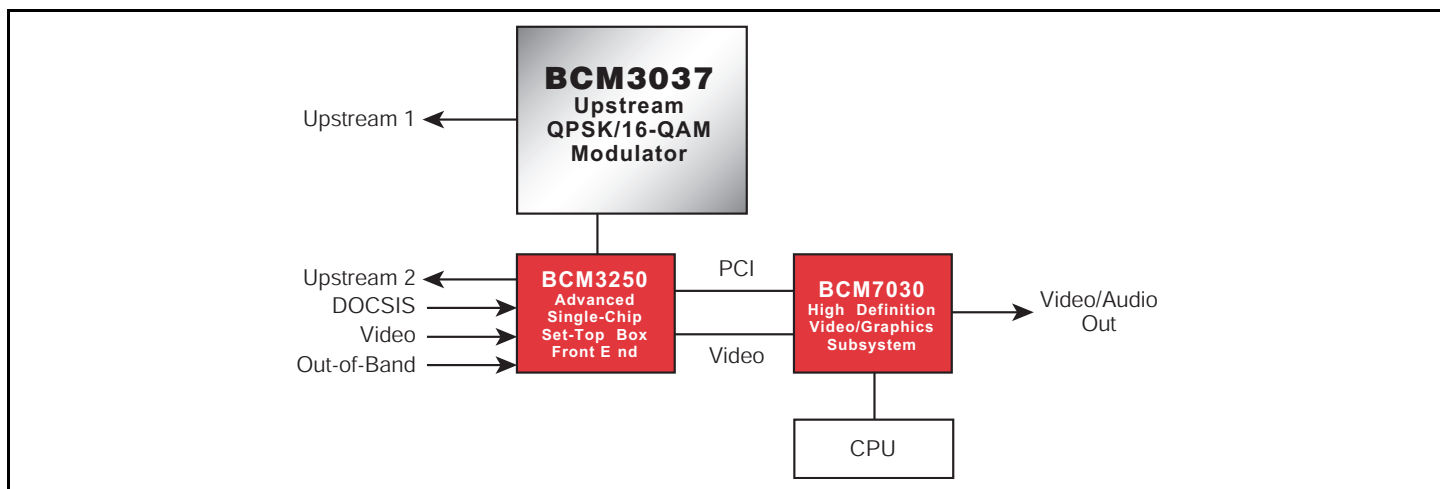 BCM3037
Upstream
QPSK/16-QAM
Modulator
Upstream 1
Upstream 2
DOCSIS
Video
Out-of-Band
BCM3250
Advanced
Single-Chip
Set-Top Box
Front E nd
PCI
Video
BCM7030
High Definition
Video/Graphics
Subsystem
Video/Audio
Out
CPU